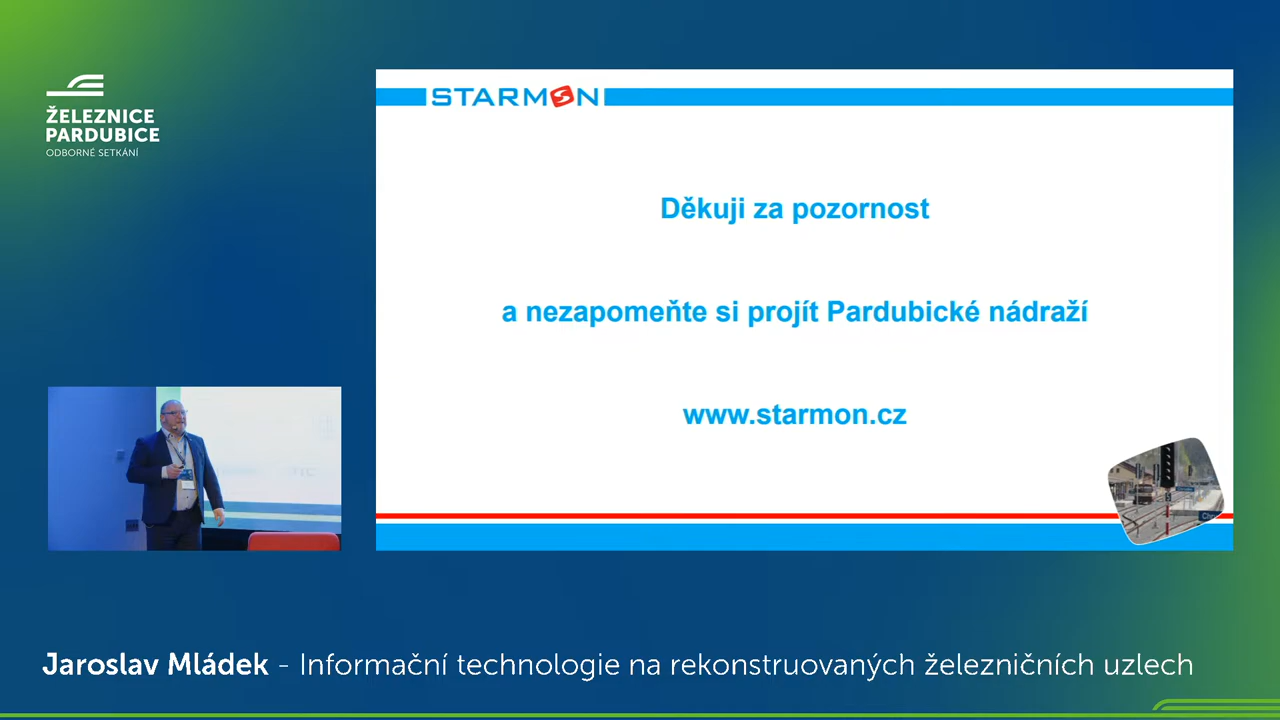 ŽELEZNICE
PARDUBICE
ODBORNÉ SETKÁNÍ
STARMON
Děkuji za pozornost
a nezapomeňte si projít Pardubické nádraží
www.starmon.cz
Jaroslav Mládek - Informační technologie na rekonstruovaných železničních uzlech